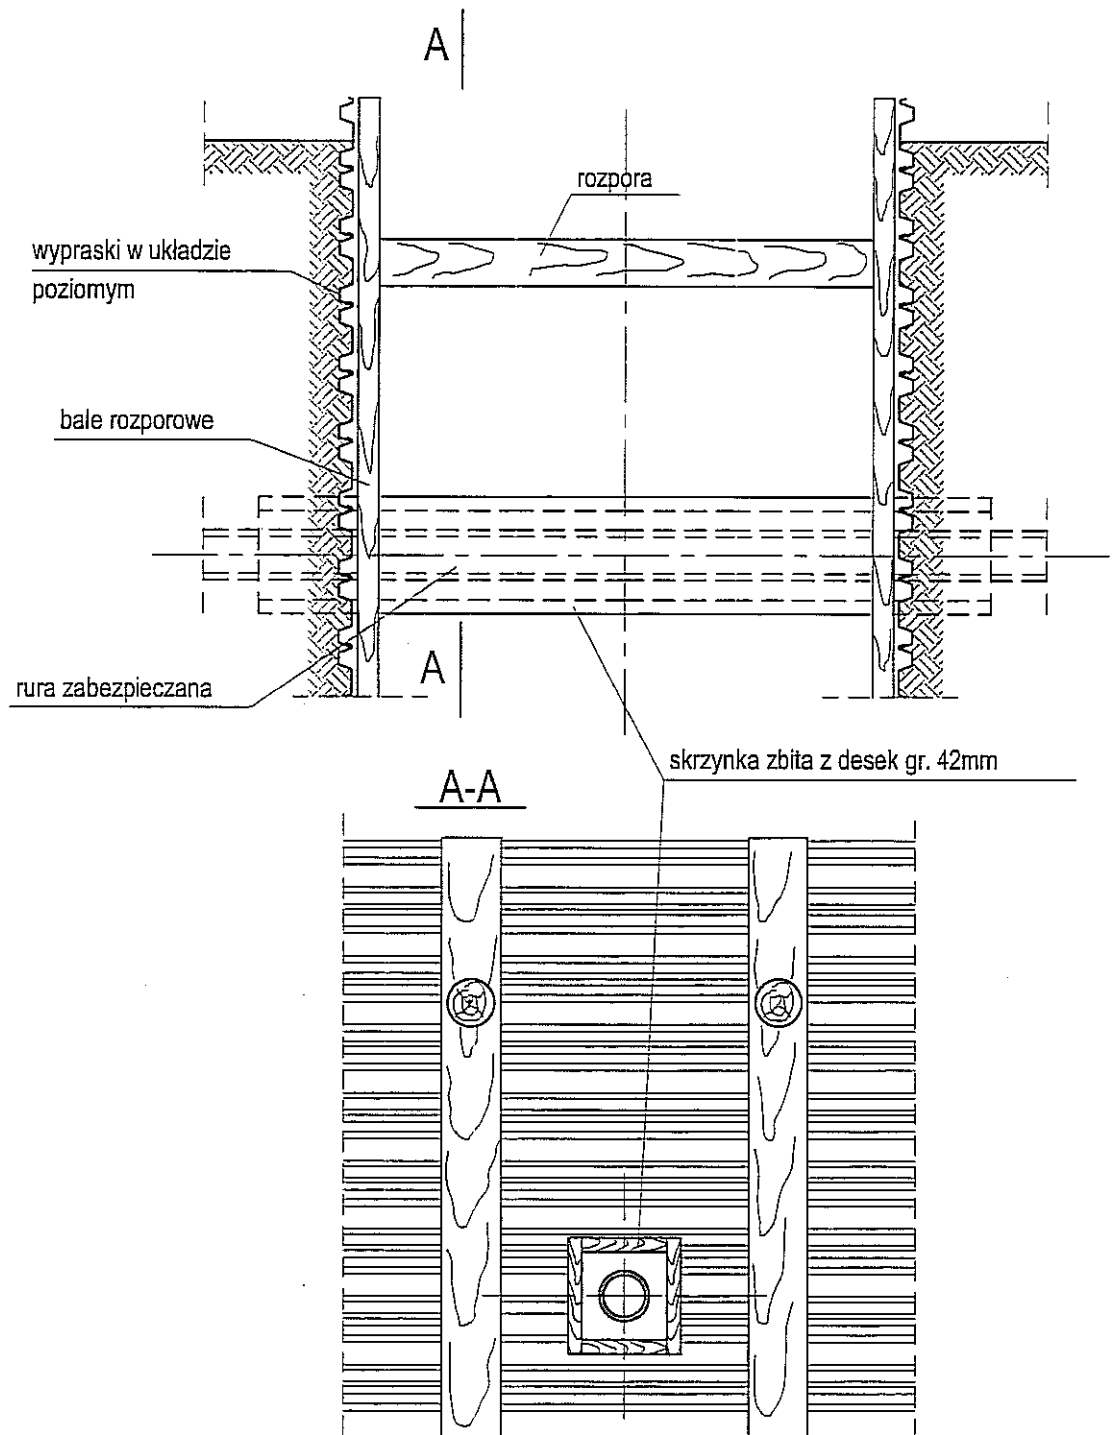 A
rozpora
wypraski w układzie
poziomym
bale rozporowe
A
rura zabezpieczana
skrzynka zbita z desek gr. 42mm
A-A